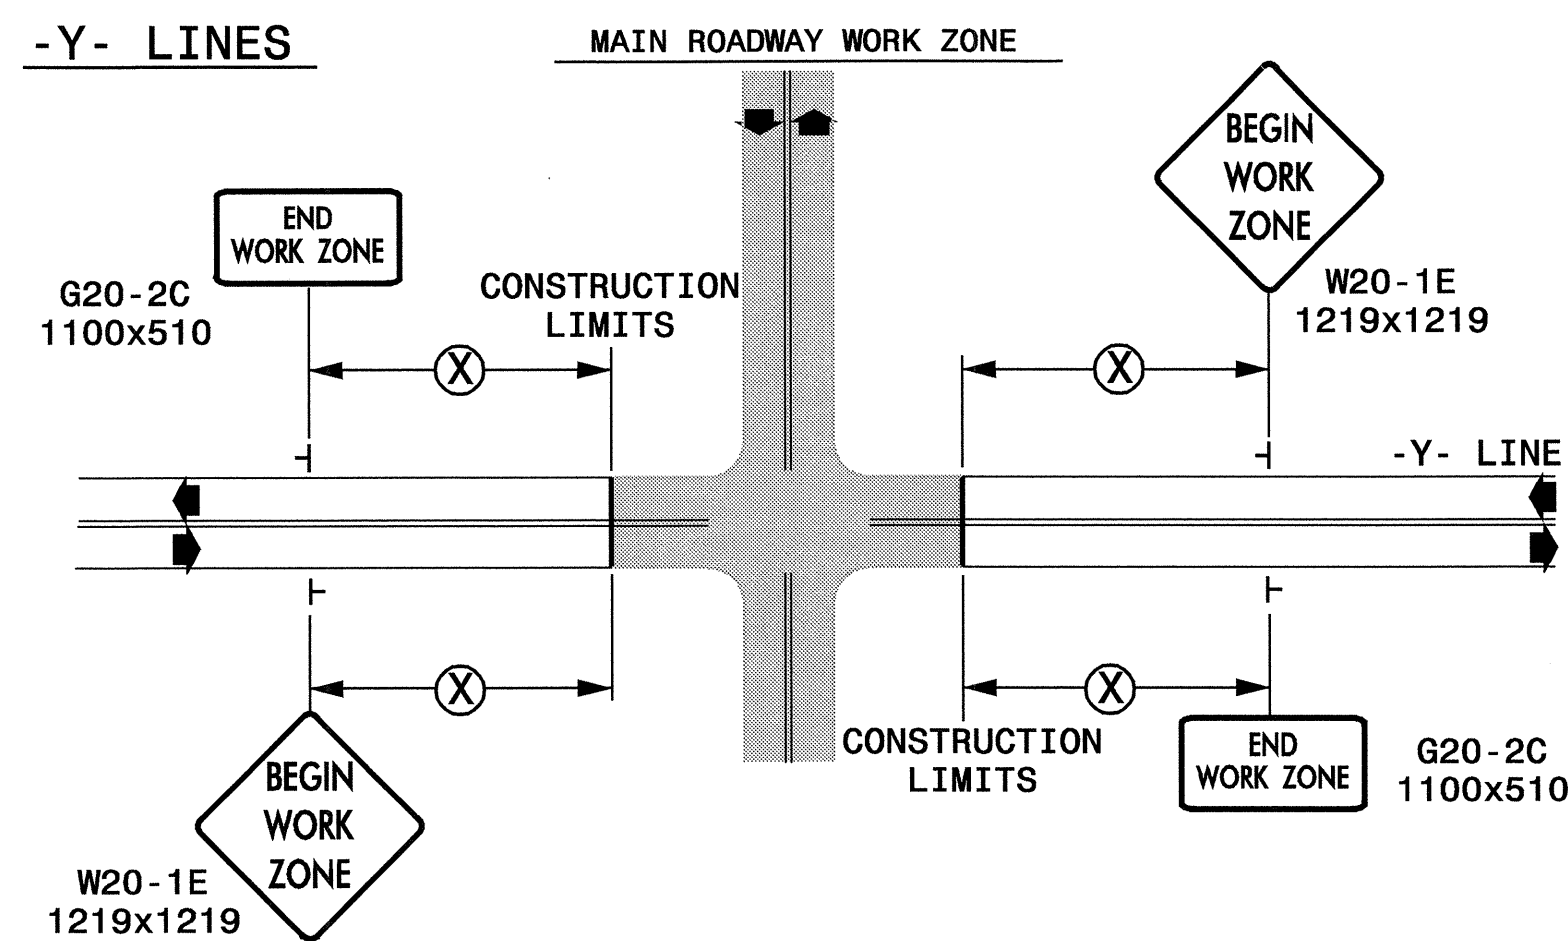 -Y- LINES
MAIN ROADWAY WORK ZONE
BEGIN
WORK
ZONE
END
WORK ZONE
G20-2C
1100x510
CONSTRUCTION
LIMITS
W20-1E
1219x1219
X
X
-Y- LINE
X
X
CONSTRUCTION
LIMITS
END
WORK ZONE
G20-2C
1100x510
BEGIN
WORK
ZONE
W20-1E
1219x1219